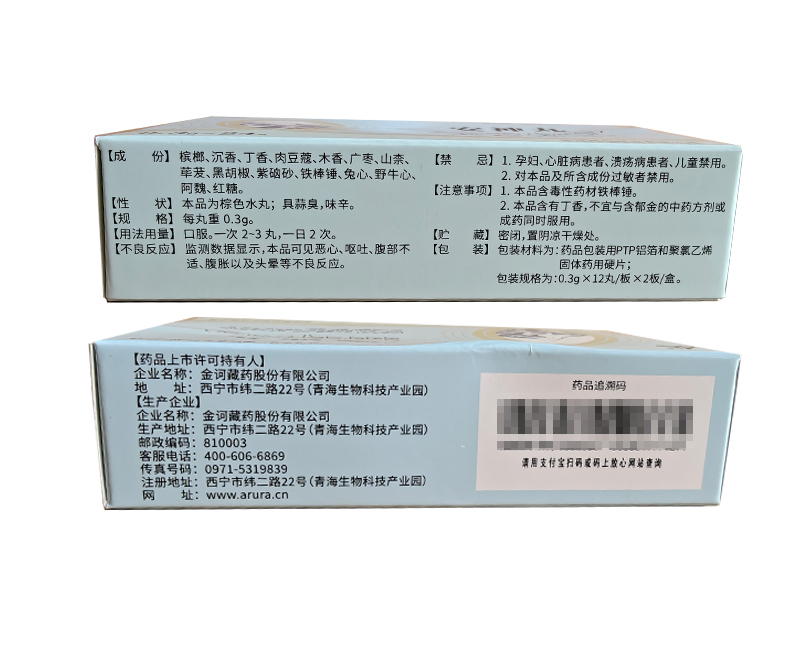 【成　份】 槟榔、沉香、丁香、肉豆蔻、木香、广枣、山柰、
荜茇、黑胡椒、紫硇砂、铁棒锤、兔心、野牛心、
阿魏、红糖。
【性　状】 本品为棕色水丸；具蒜臭，味辛。
【规　格】 每丸重 0.3g。
【用法用量】 口服。一次 2~3 丸，一日 2 次。
【不良反应】 监测数据显示，本品可见恶心、呕吐、腹部不
适、腹胀以及头晕等不良反应。
【禁　忌】 1. 孕妇、心脏病患者、溃疡病患者、儿童禁用。
2. 对本品及所含成份过敏者禁用。
【注意事项】 1. 本品含毒性药材铁棒锤。
2. 本品含有丁香，不宜与含郁金的中药方剂或
成药同时服用。
【贮　藏】 密闭，置阴凉干燥处。
【包　装】 包装材料为：药品包装用PTP铝箔和聚氯乙烯
固体药用硬片；
包装规格为：0.3g×12丸/板×2板/盒。
【药品上市许可持有人】
企业名称：金诃藏药股份有限公司
地　址：西宁市纬二路22号（青海生物科技产业园）
【生产企业】
企业名称：金诃藏药股份有限公司
生产地址：西宁市纬二路22号（青海生物科技产业园）
邮政编码：810003
客服电话：400-606-6869
传真号码：0971-5319839
注册地址：西宁市纬二路22号（青海生物科技产业园）
网　址：www.arura.cn
药品追溯码
请用支付宝扫码或码上放心网站查询